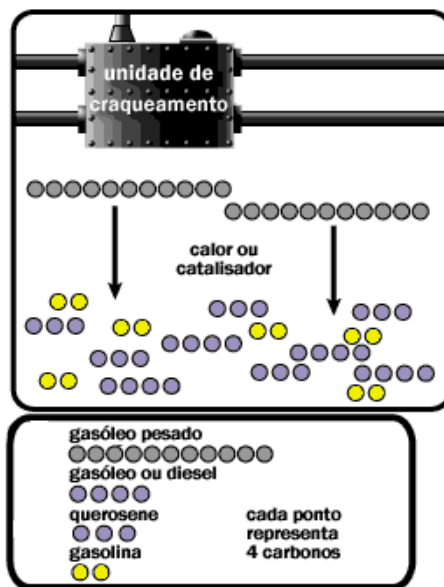 unidade de
craqueamento
calor ou
catalisador
gasóleo pesado
gasóleo ou diesel
querosene
gasolina
cada ponto
representa
4 carbonos